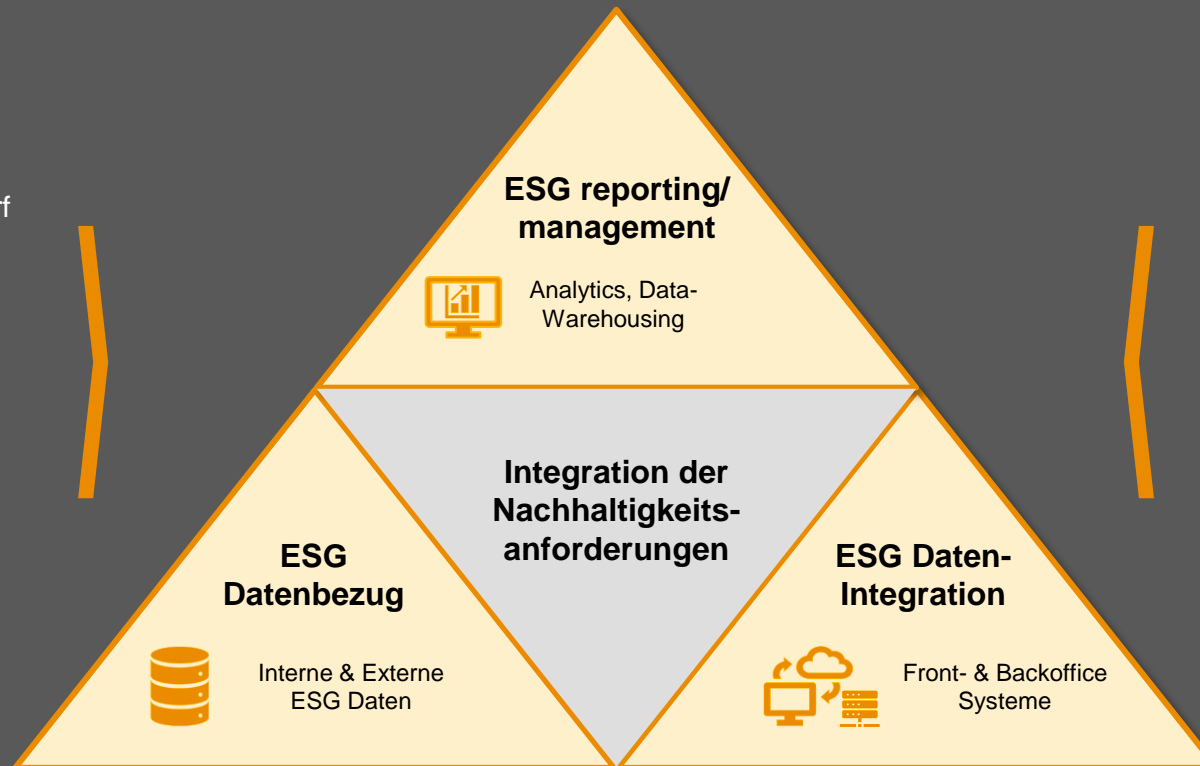 ESG reporting/
management
Analytics, Data-
Warehousing
Integration der
Nachhaltigkeits-
anforderungen
ESG
Datenbezug
Interne & Externe
ESG Daten
ESG Daten-
Integration
Front- & Backoffice
Systeme